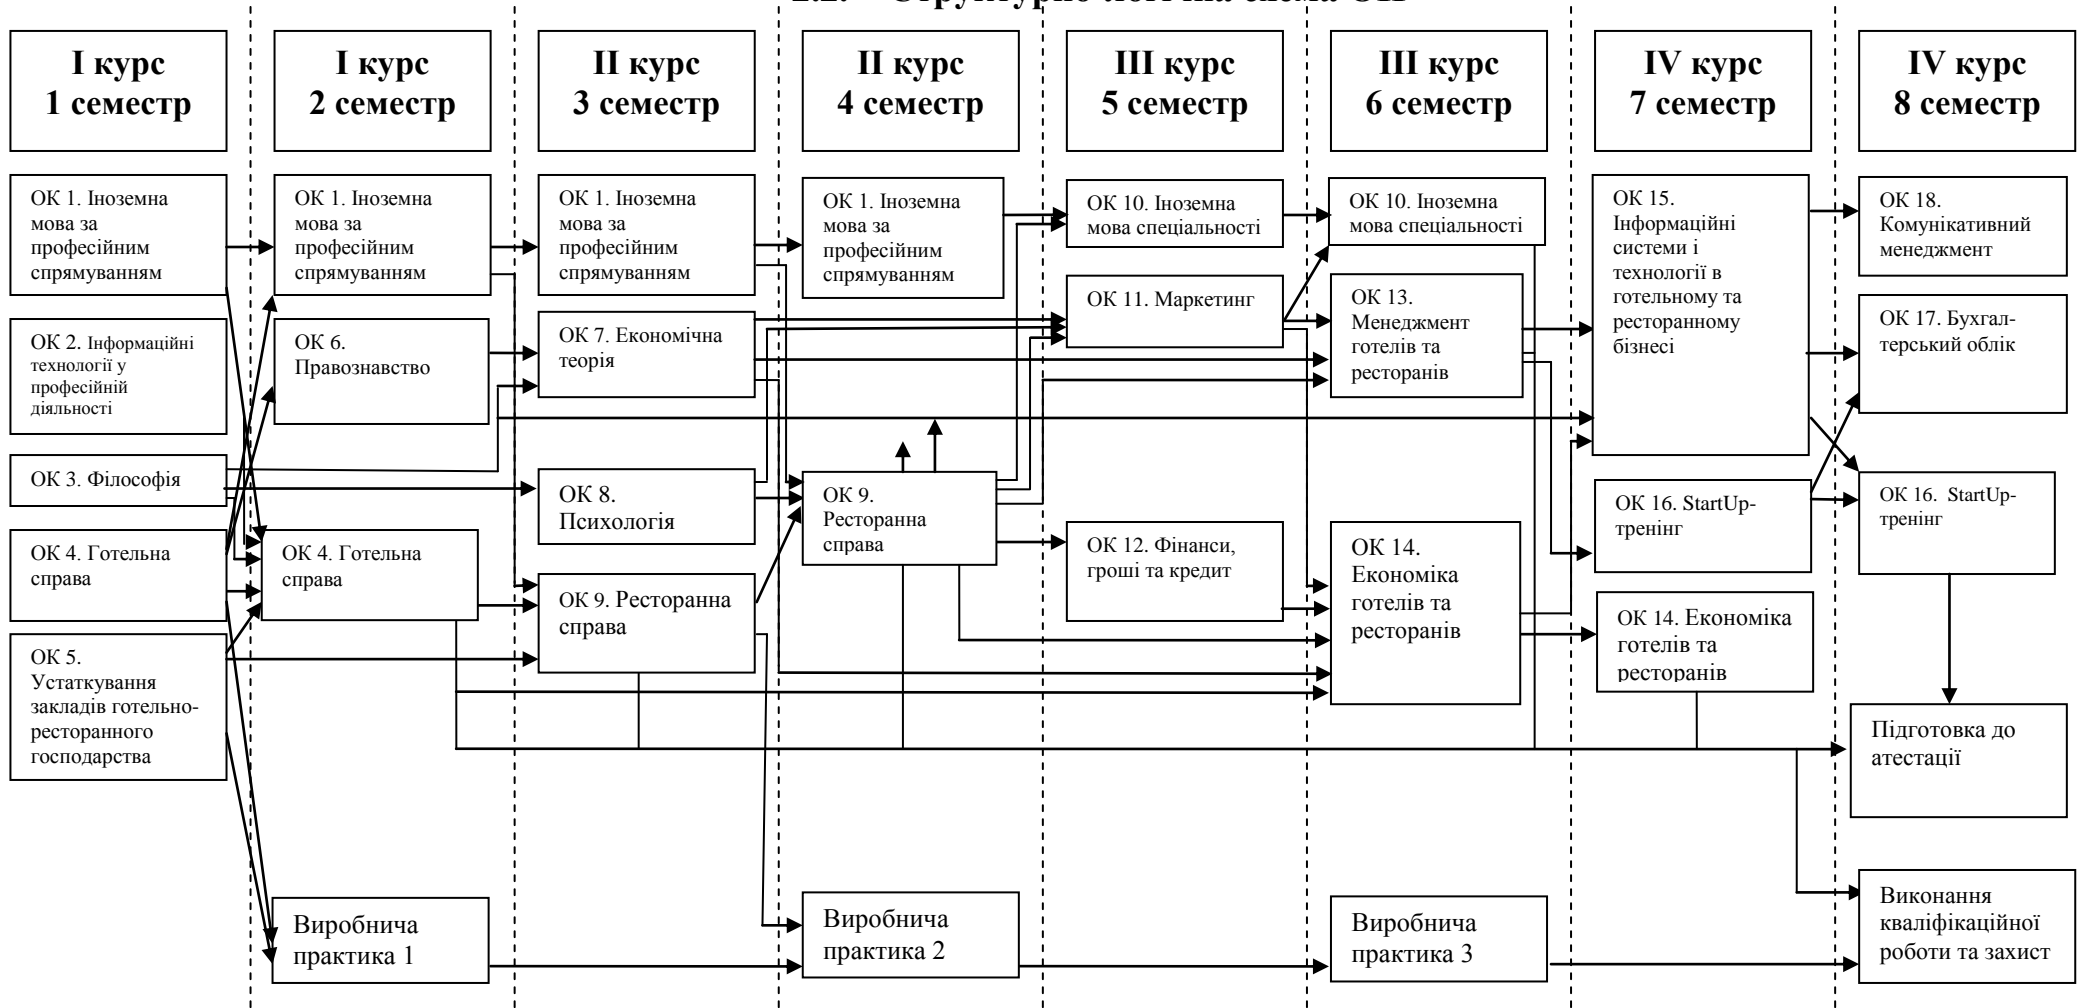 2.2. Структурно-логічна схема ОП
І курс
1 семестр
І курс
2 семестр
ІІ курс
3 семестр
ІІ курс
4 семестр
ІІІ курс
5 семестр
ІІІ курс
6 семестр
IV курс
7 семестр
IV курс
8 семестр
ОК 1. Іноземна
мова за
професійним
спрямуванням
ОК 2. Інформаційні
технології у
професійній
діяльності
ОК 3. Філософія
ОК 4. Готельна
справа
ОК 5.
Устаткування
закладів готельно-
ресторанного
господарства
ОК 1. Іноземна
мова за
професійним
спрямуванням
ОК 6.
Правознавство
ОК 4. Готельна
справа
Виробнича
практика 1
ОК 1. Іноземна
мова за
професійним
спрямуванням
ОК 7. Економічна
теорія
ОК 8.
Психологія
ОК 9. Ресторанна
справа
ОК 1. Іноземна
мова за
професійним
спрямуванням
ОК 9.
Ресторанна
справа
Виробнича
практика 2
ОК 10. Іноземна
мова спеціальності
ОК 11. Маркетинг
ОК 12. Фінанси,
гроші та кредит
ОК 10. Іноземна
мова спеціальності
ОК 13.
Менеджмент
готелів та
ресторанів
ОК 14.
Економіка
готелів та
ресторанів
Виробнича
практика 3
ОК 15.
Інформаційні
системи і
технології в
готельному та
ресторанному
бізнесі
ОК 16. StartUp-
тренінг
ОК 14. Економіка
готелів та
ресторанів
ОК 18.
Комунікативний
менеджмент
ОК 17. Бухгал-
терський облік
ОК 16. StartUp-
тренінг
Підготовка до
атестації
Виконання
кваліфікаційної
роботи та захист